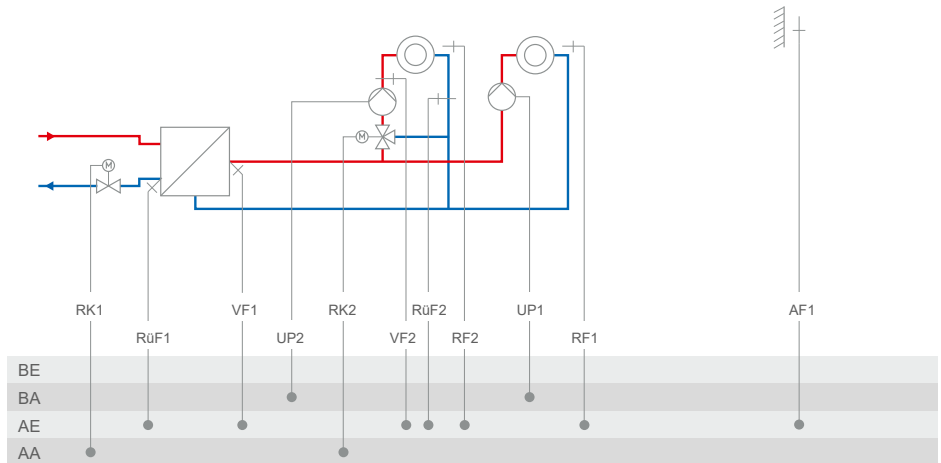 M
M
RK1 VF1 RK2 RüF2 UP1 AF1
RüF1 UP2 VF2 RF2 RF1
BE
BA
AE
AA